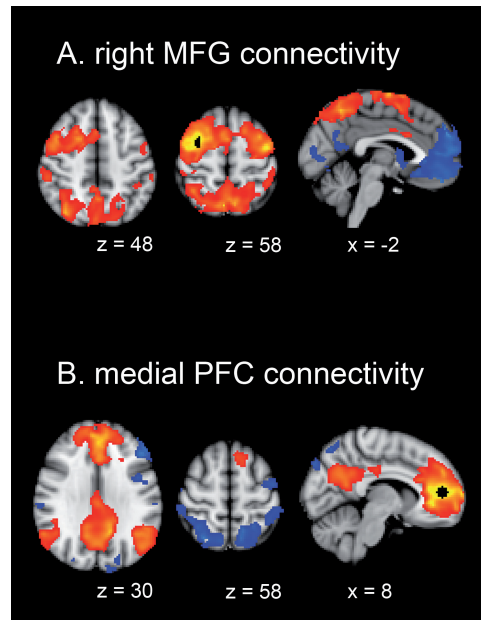 A. right MFG connectivity
z = 48
z = 58
x = -2
B. medial PFC connectivity
z = 30
z = 58
x = 8